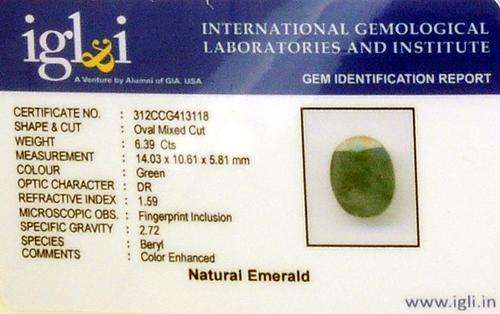 igl&i
A Venture by Alumni of GIA, USA
INTERNATIONAL GEMOLOGICAL
LABORATORIES AND INSTITUTE
GEM IDENTIFICATION REPORT
CERTIFICATE NO. : 312CCG413118
SHAPE & CUT : Oval Mixed Cut
WEIGHT : 6.39 Cts
MEASUREMENT : 14.03 x 10.61 x 5.81 mm
COLOUR : Green
OPTIC CHARACTER : DR
REFRACTIVE INDEX : 1.59
MICROSCOPIC OBS. : Fingerprint Inclusion
SPECIFIC GRAVITY : 2.72
SPECIES : Beryl
COMMENTS : Color Enhanced
Natural Emerald
www.igli.in